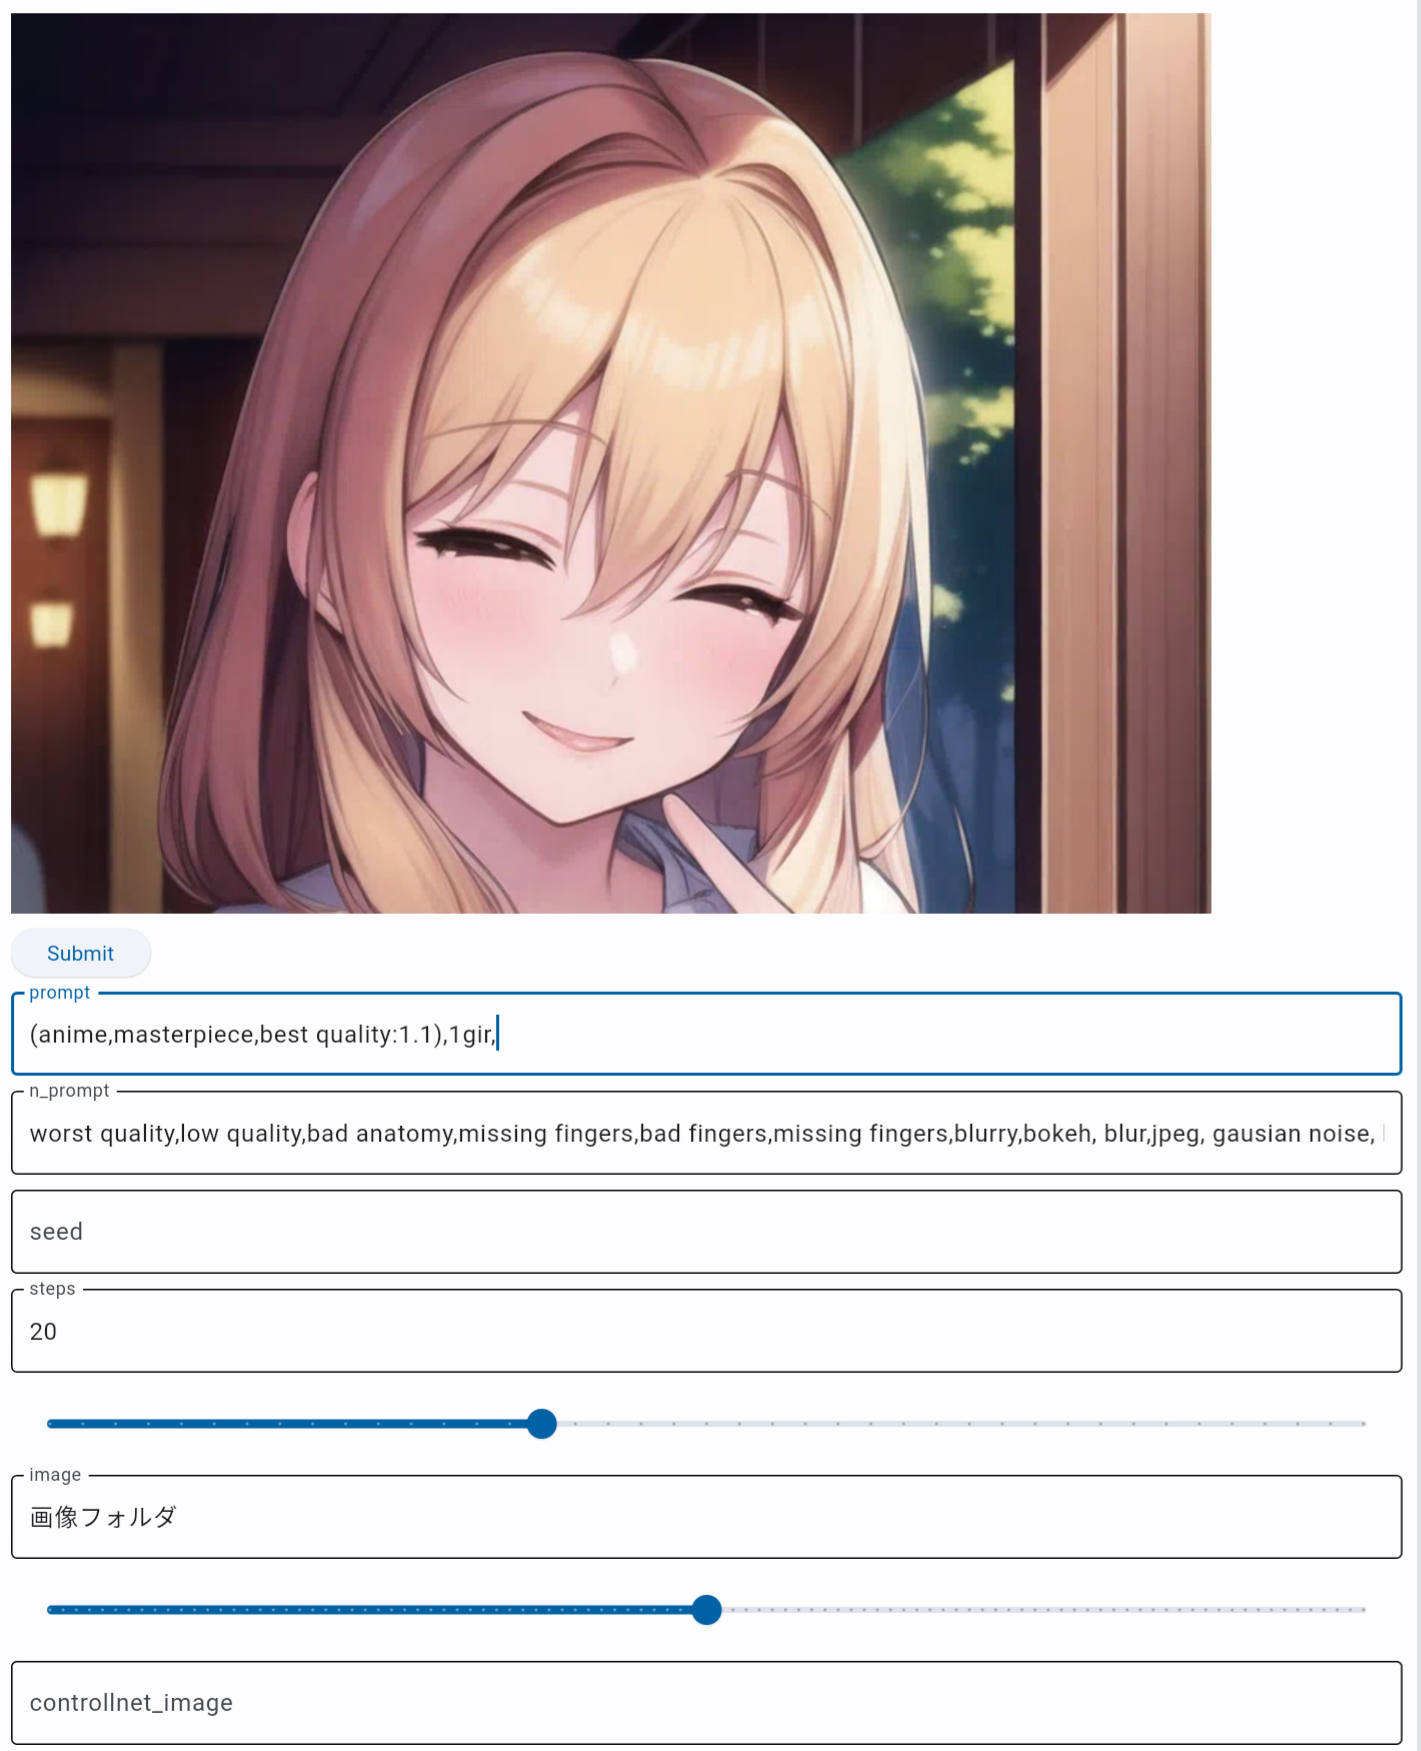 Submit
prompt
(anime,masterpiece,best quality:1.1),1gir,
n_prompt
worst quality,low quality,bad anatomy,missing fingers,bad fingers,missing fingers,blurry,bokeh, blur,jpeg, gausian noise,
seed
steps
20
image
画像フォルダ
controllnet_image